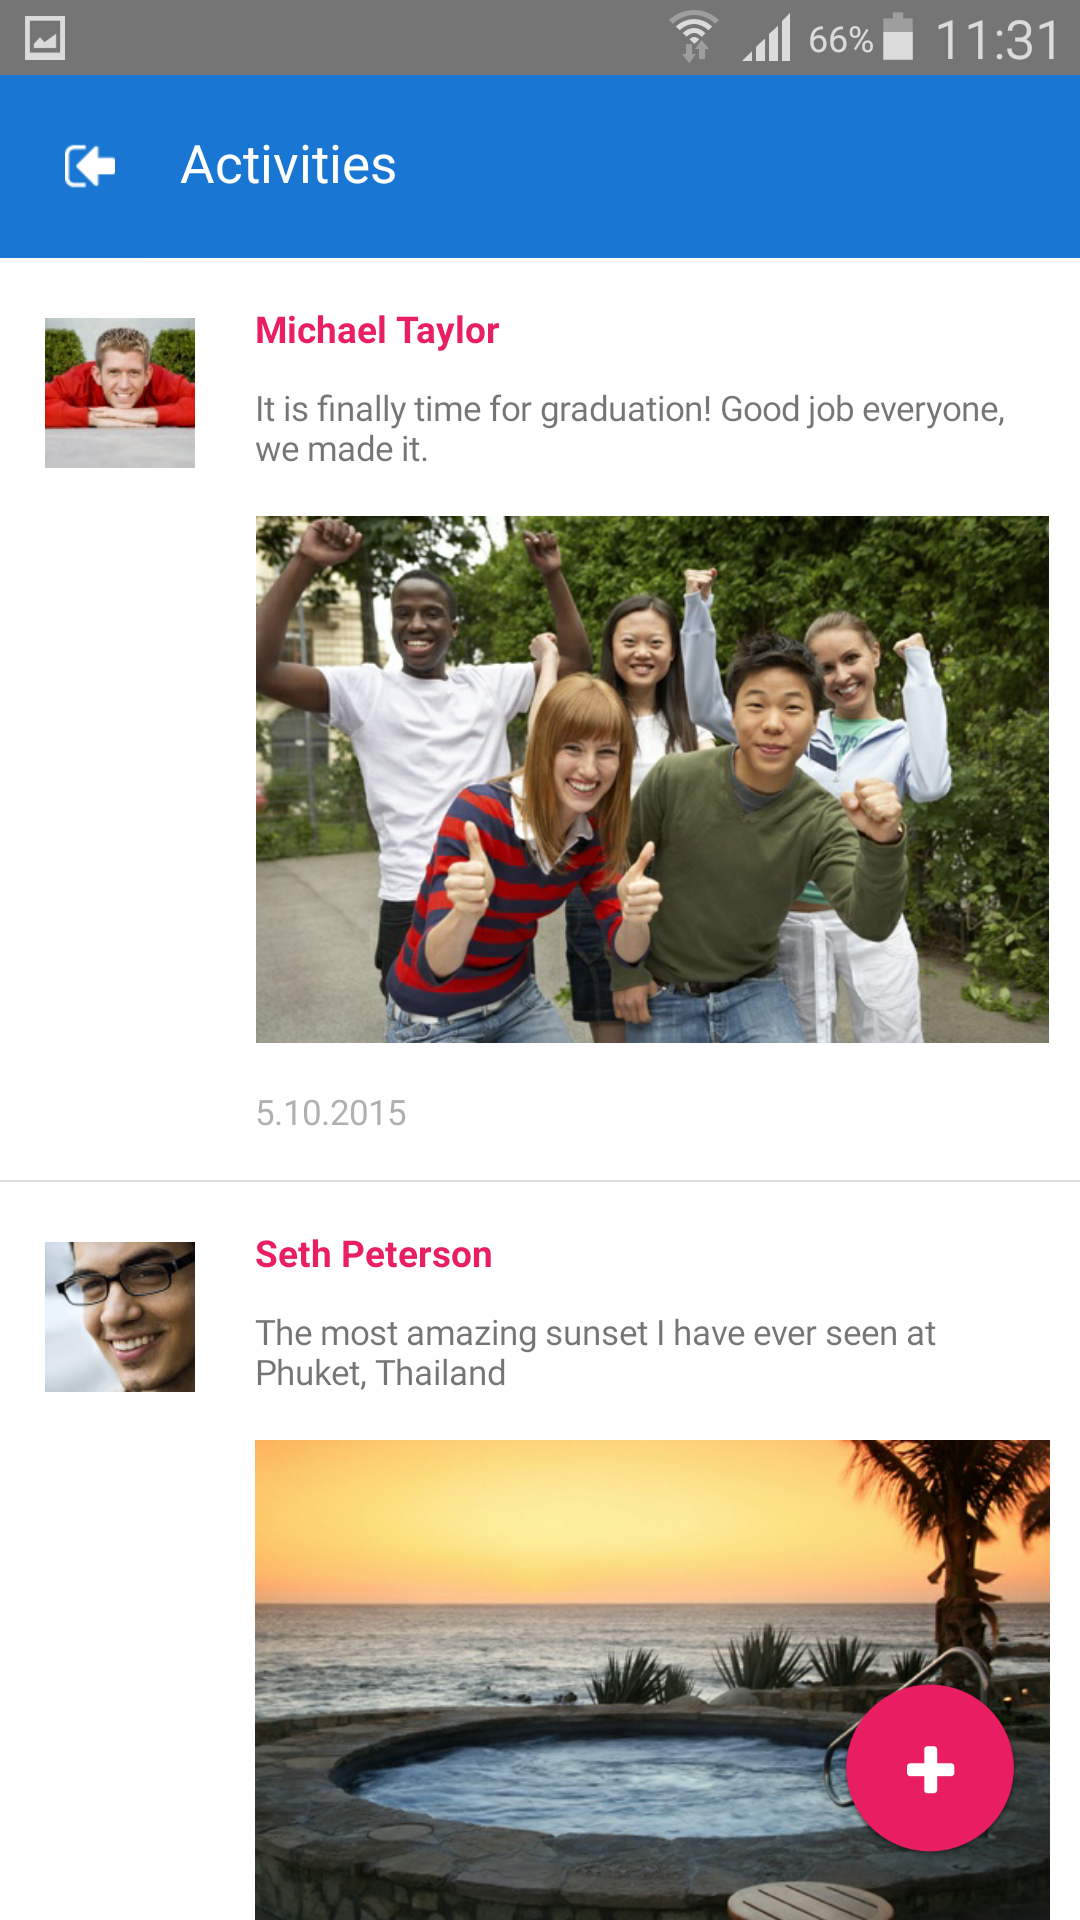 66% 11:31
Activities
Michael Taylor
It is finally time for graduation! Good job everyone,
we made it.
5.10.2015
Seth Peterson
The most amazing sunset I have ever seen at
Phuket, Thailand